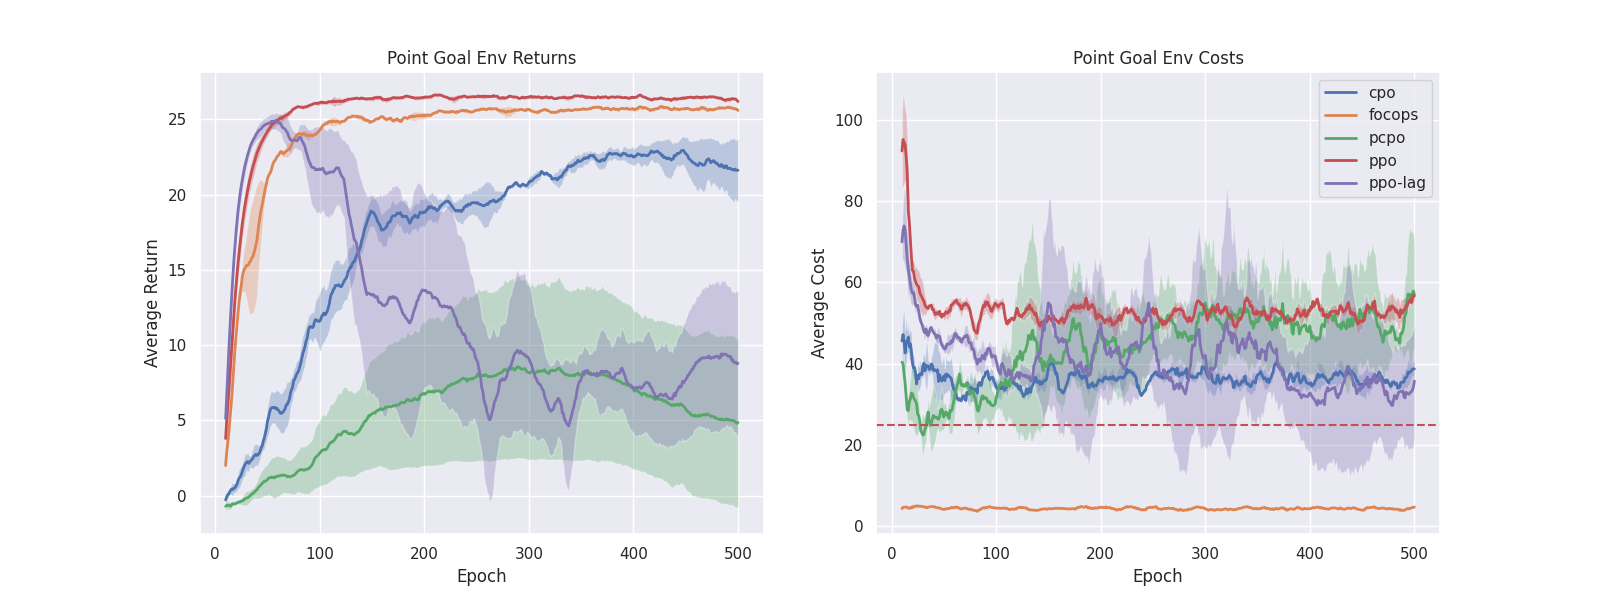 Point Goal Env Returns
Average Return
25
20
15
10
5
0
0 100 200 300 400 500
Epoch
Point Goal Env Costs
Average Cost
100
80
60
40
20
0
0 100 200 300 400 500
Epoch
cpo
focops
pcpo
ppo
ppo-lag